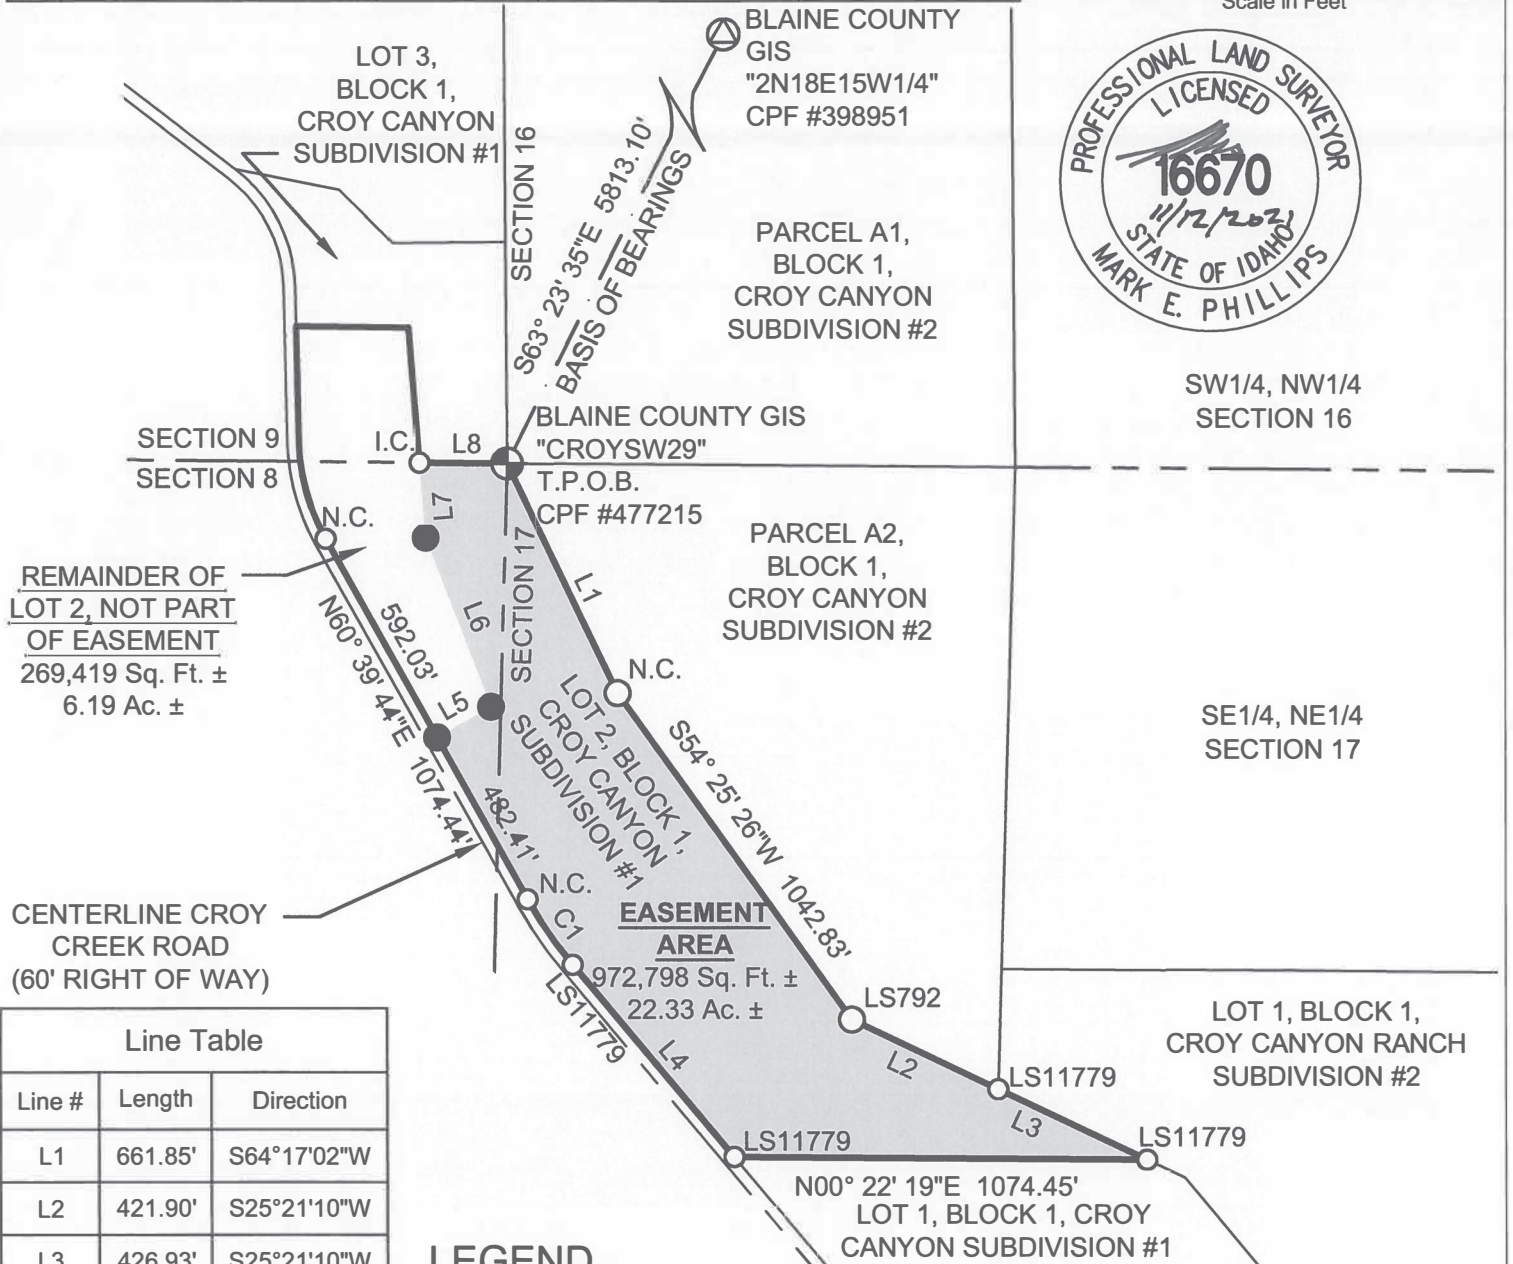 Scale in Feet
BLAINE COUNTY
GIS
"2N18E15W1/4"
CPF #398951
LOT 3,
BLOCK 1,
CROY CANYON
SUBDIVISION #1
SECTION 16
S63° 23' 35"E 5813.10'
BASIS OF BEARINGS
PROFESSIONAL LAND SURVEYOR
LICENSED
16670
11/12/2021
STATE OF IDAHO
MARK E. PHILLIPS
PARCEL A1,
BLOCK 1,
CROY CANYON
SUBDIVISION #2
SW1/4, NW1/4
SECTION 16
SECTION 9
SECTION 8
I.C.
L8
BLAINE COUNTY GIS
"CROYSW29"
T.P.O.B.
CPF #477215
L7
N.C.
SECTION 17
L1
PARCEL A2,
BLOCK 1,
CROY CANYON
SUBDIVISION #2
REMAINDER OF
LOT 2, NOT PART
OF EASEMENT
269,419 Sq. Ft. ±
6.19 Ac. ±
592.03'
N60° 39' 44"E 1074.44'
L6
L5
N.C.
LOT 2, BLOCK 1,
CROY CANYON
SUBDIVISION #1
S54° 25' 26"W 1042.83'
SE1/4, NE1/4
SECTION 17
482.41'
N.C.
C1
CENTERLINE CROY
CREEK ROAD
(60' RIGHT OF WAY)
EASEMENT
AREA
972,798 Sq. Ft. ±
22.33 Ac. ±
LS11779
L4
LS792
L2
LS11779
L3
LS11779
LS11779
LOT 1, BLOCK 1,
CROY CANYON RANCH
SUBDIVISION #2
N00° 22' 19"E 1074.45'
LOT 1, BLOCK 1, CROY
CANYON SUBDIVISION #1
Line Table
Line # Length Direction
L1 661.85' S64°17'02"W
L2 421.90' S25°21'10"W
L3 426.93' S25°21'10"W
LEGEND